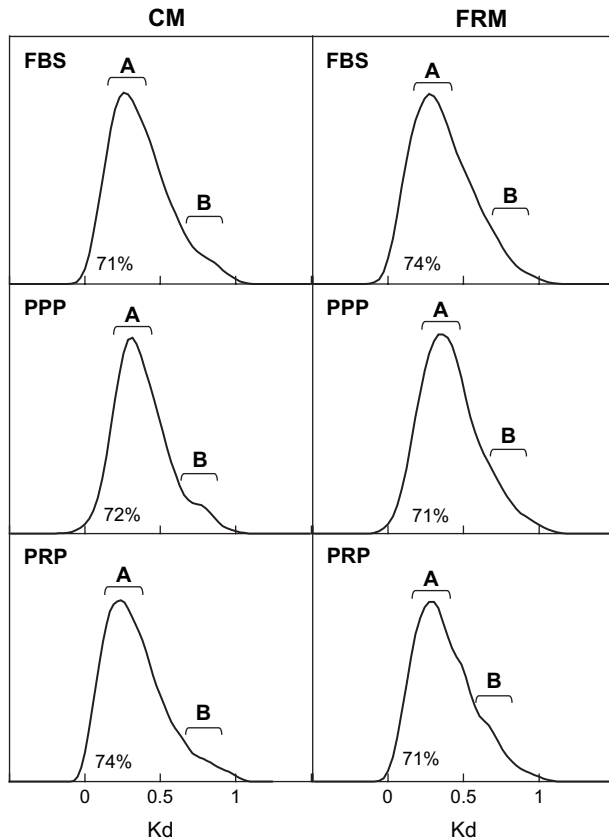 CM FRM
FBS A B 71%
FBS A B 74%
PPP A B 72%
PPP A B 71%
PRP A B 74%
PRP A B 71%
0 0.5 1 0 0.5 1
Kd Kd